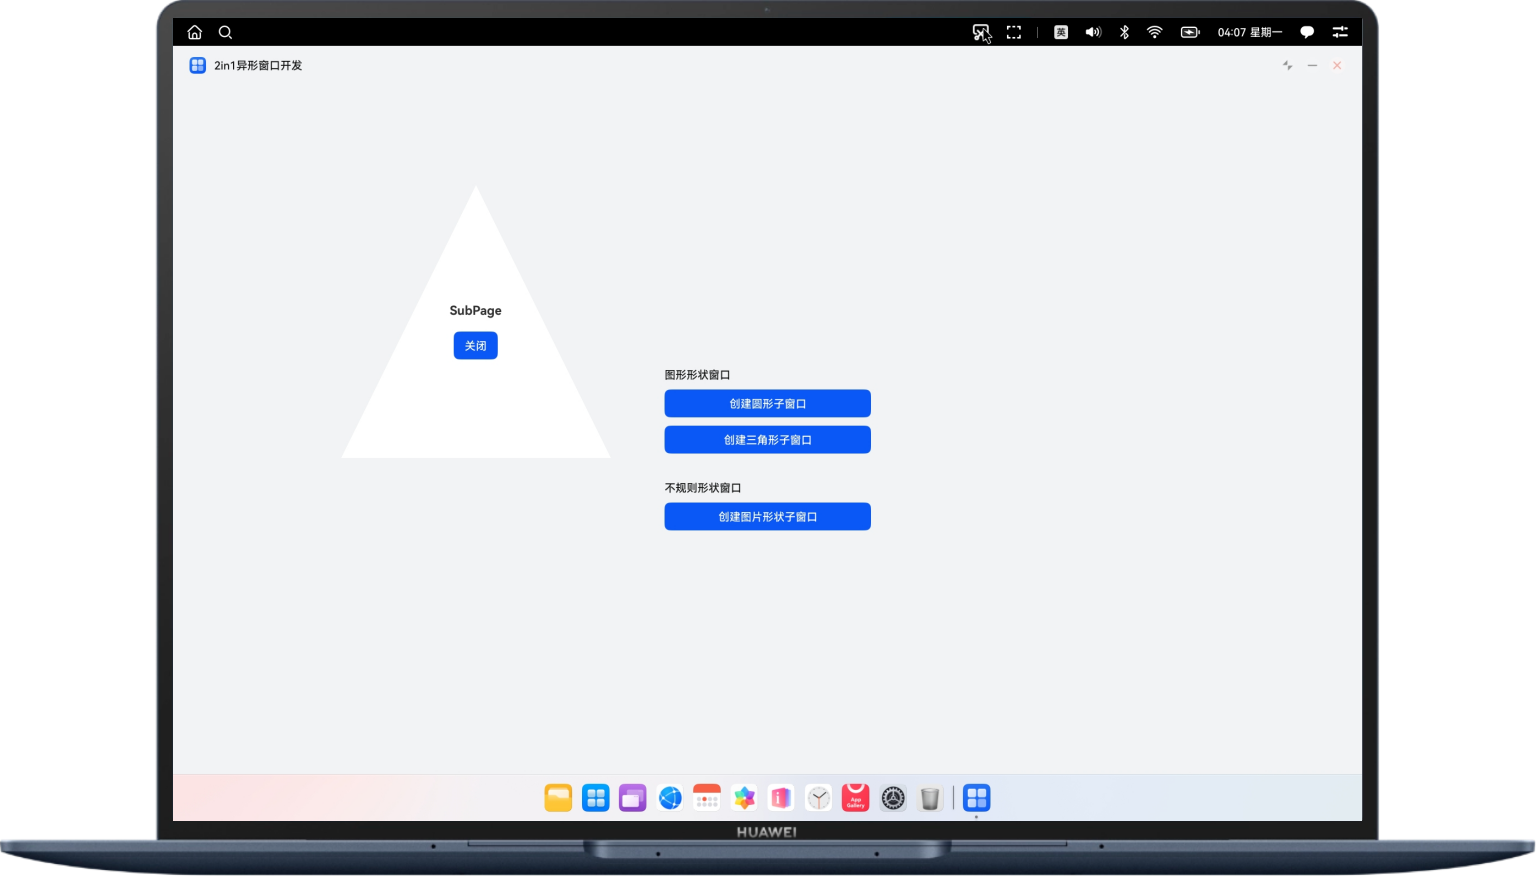 英
04:07 星期一
2in1异形窗口开发
SubPage
关闭
图形形状窗口
创建圆形子窗口
创建三角形子窗口
不规则形状窗口
创建图片形状子窗口
App
Gallery
HUAWEI